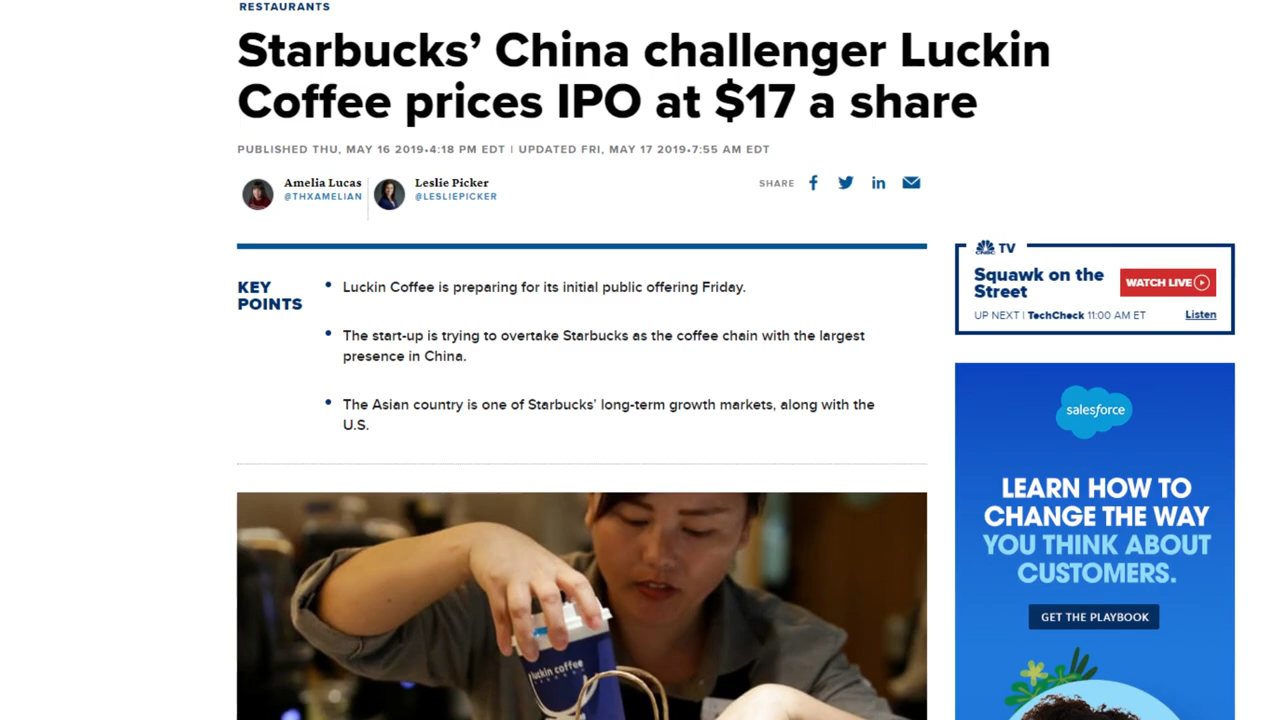 RESTAURANTS
Starbucks’ China challenger Luckin
Coffee prices IPO at $17 a share
PUBLISHED THU, MAY 16 2019•4:18 PM EDT | UPDATED FRI, MAY 17 2019•7:55 AM EDT
Amelia Lucas
@THXAMELIAN
Leslie Picker
@LESLIEPICKER
SHARE
KEY
POINTS
• Luckin Coffee is preparing for its initial public offering Friday.
• The start-up is trying to overtake Starbucks as the coffee chain with the largest
presence in China.
• The Asian country is one of Starbucks’ long-term growth markets, along with the
U.S.
CNBC TV
Squawk on the
Street
WATCH LIVE
UP NEXT | TechCheck 11:00 AM ET
Listen
salesforce
LEARN HOW TO
CHANGE THE WAY
YOU THINK ABOUT
CUSTOMERS.
GET THE PLAYBOOK
luckin coffee